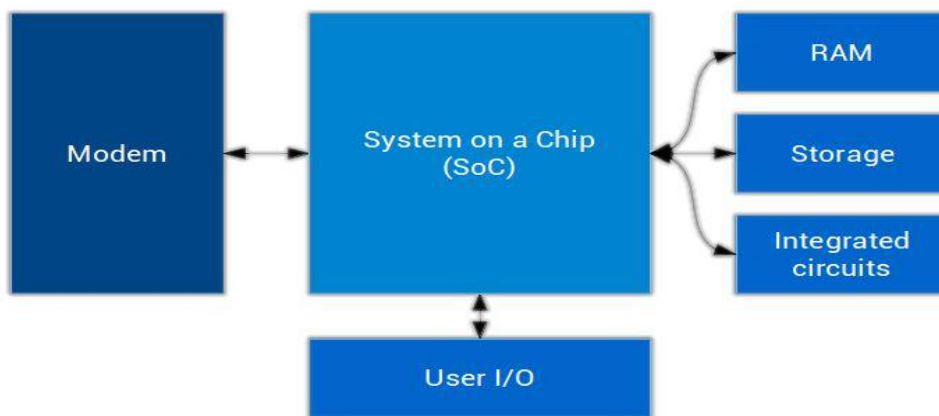 Modem
System on a Chip
(SoC)
RAM
Storage
Integrated
circuits
User I/O